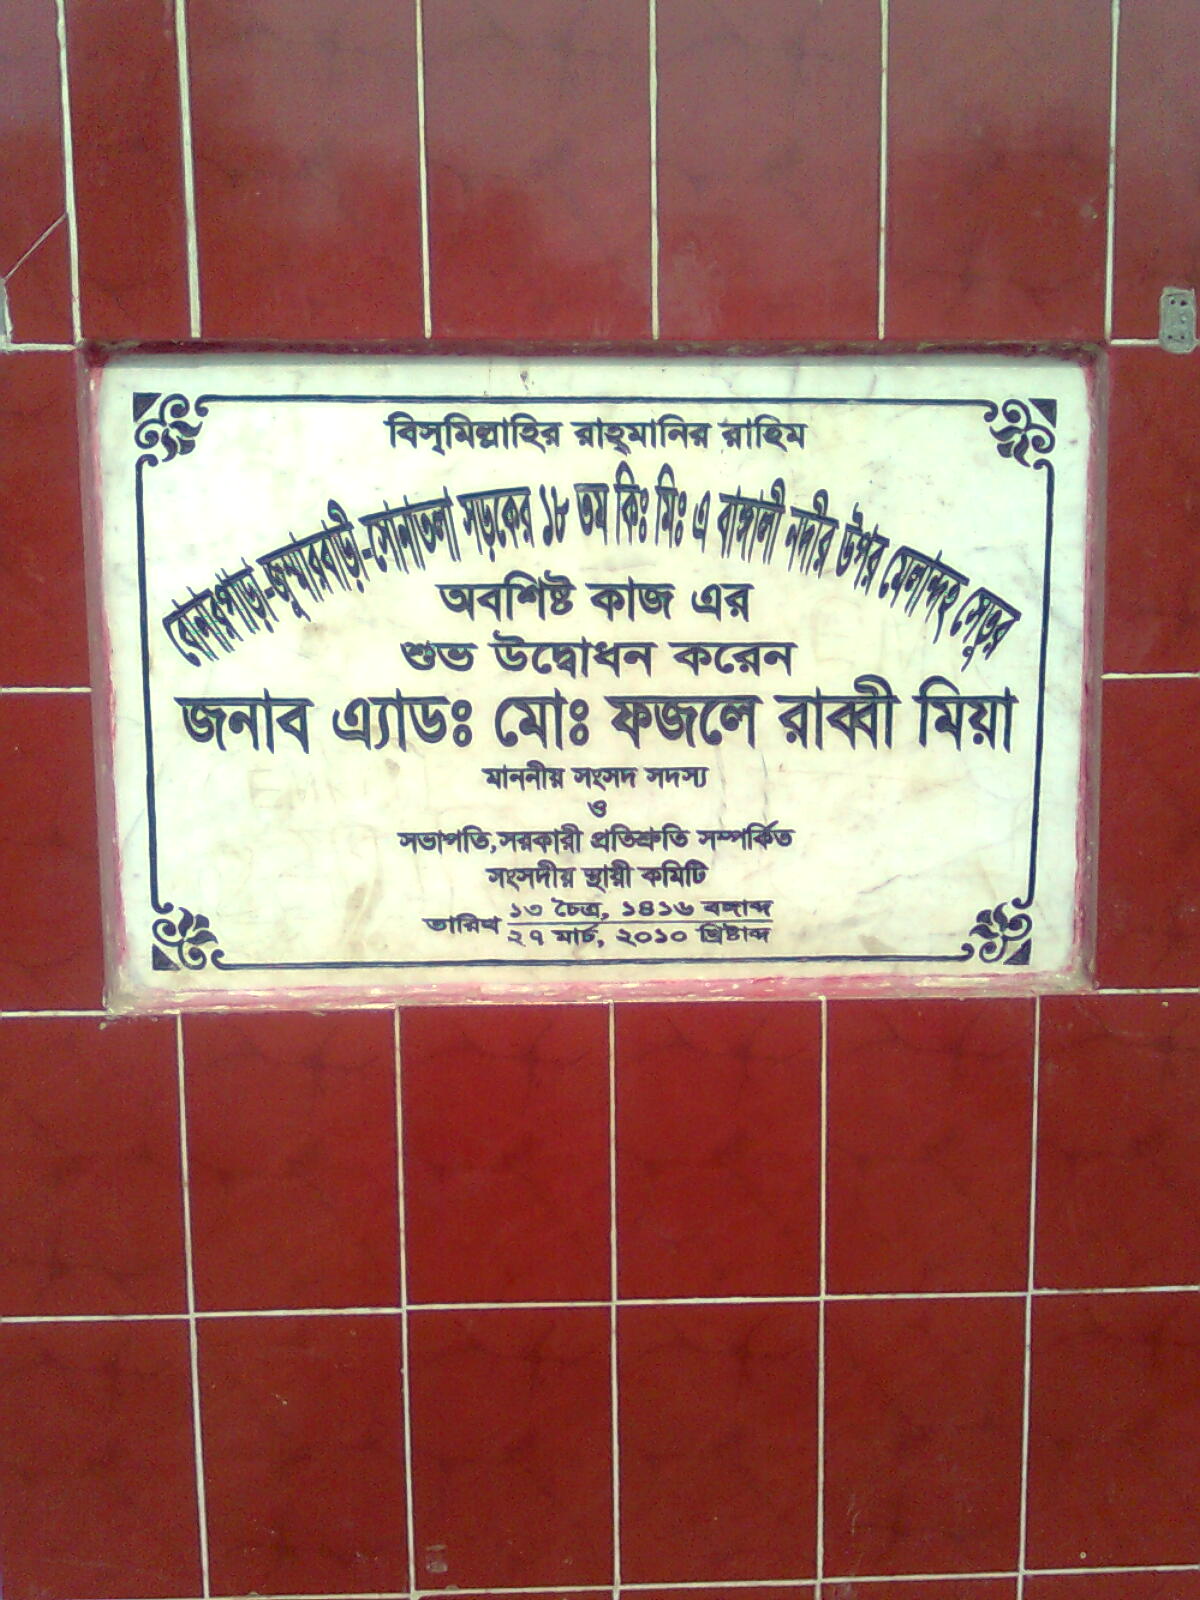 বিস্‌মিল্লাহির রাহ্‌মানির রাহিম
বোনারপাড়া-জুম্মারবাড়ী-সোনাতলা সড়কের ১৮ তম কিঃ মিঃ এ বাঙ্গালী নদীর উপর মেলান্দহ সেতুর
অবশিষ্ট কাজ এর
শুভ উদ্বোধন করেন
জনাব এ্যাডঃ মোঃ ফজলে রাব্বী মিয়া
মাননীয় সংসদ সদস্য
ও
সভাপতি,সরকারী প্রতিশ্রুতি সম্পর্কিত
সংসদীয় স্থায়ী কমিটি
তারিখ ১৩ চৈত্র, ১৪১৬ বঙ্গাব্দ
২৭ মার্চ, ২০১০ খ্রিষ্টাব্দ